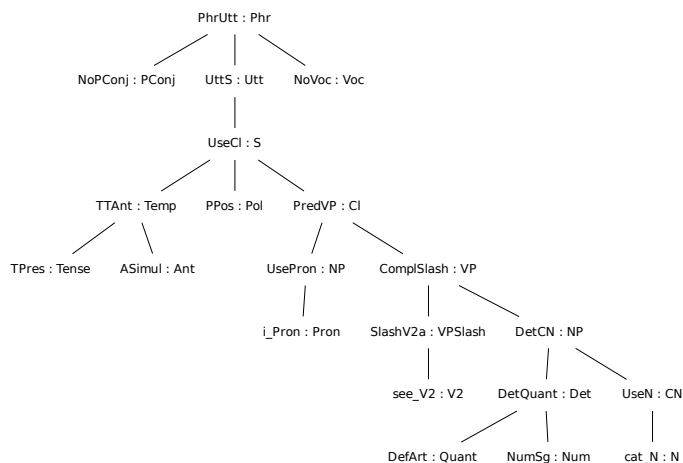 PhrUtt : Phr
NoPConj : PConj UttS : Utt NoVoc : Voc
UseCl : S
TTAnt : Temp PPos : Pol PredVP : Cl
TPres : Tense ASimul : Ant UsePron : NP ComplSlash : VP
i_Pron : Pron SlashV2a : VPSlash DetCN : NP
see_V2 : V2 DetQuant : Det UseN : CN
DefArt : Quant NumSg : Num cat_N : N